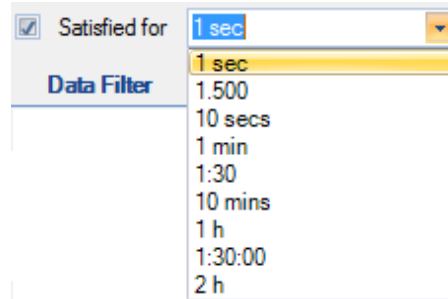 Satisfied for 1 sec
1 sec
Data Filter 1.500
10 secs
1 min
1:30
10 mins
1 h
1:30:00
2 h